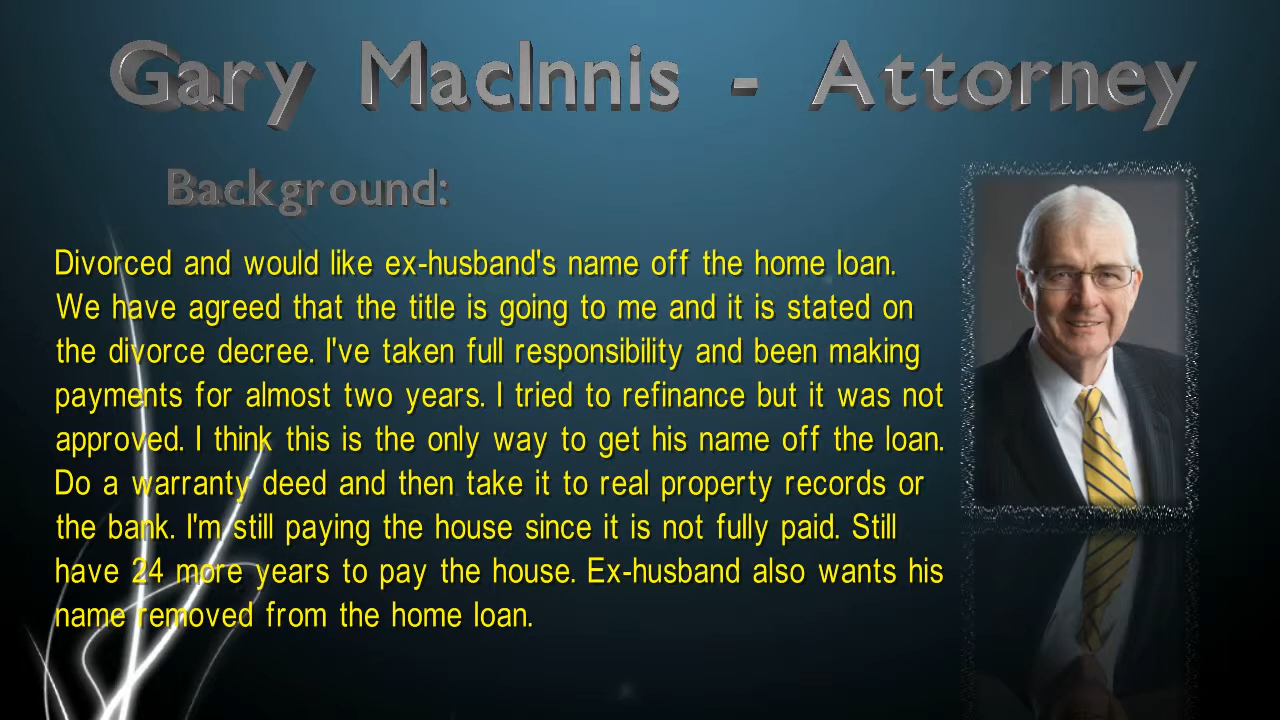 Gary MacInnis - Attorney
Background:
Divorced and would like ex-husband's name off the home loan.
We have agreed that the title is going to me and it is stated on
the divorce decree. I've taken full responsibility and been making
payments for almost two years. I tried to refinance but it was not
approved. I think this is the only way to get his name off the loan.
Do a warranty deed and then take it to real property records or
the bank. I'm still paying the house since it is not fully paid. Still
have 24 more years to pay the house. Ex-husband also wants his
name removed from the home loan.